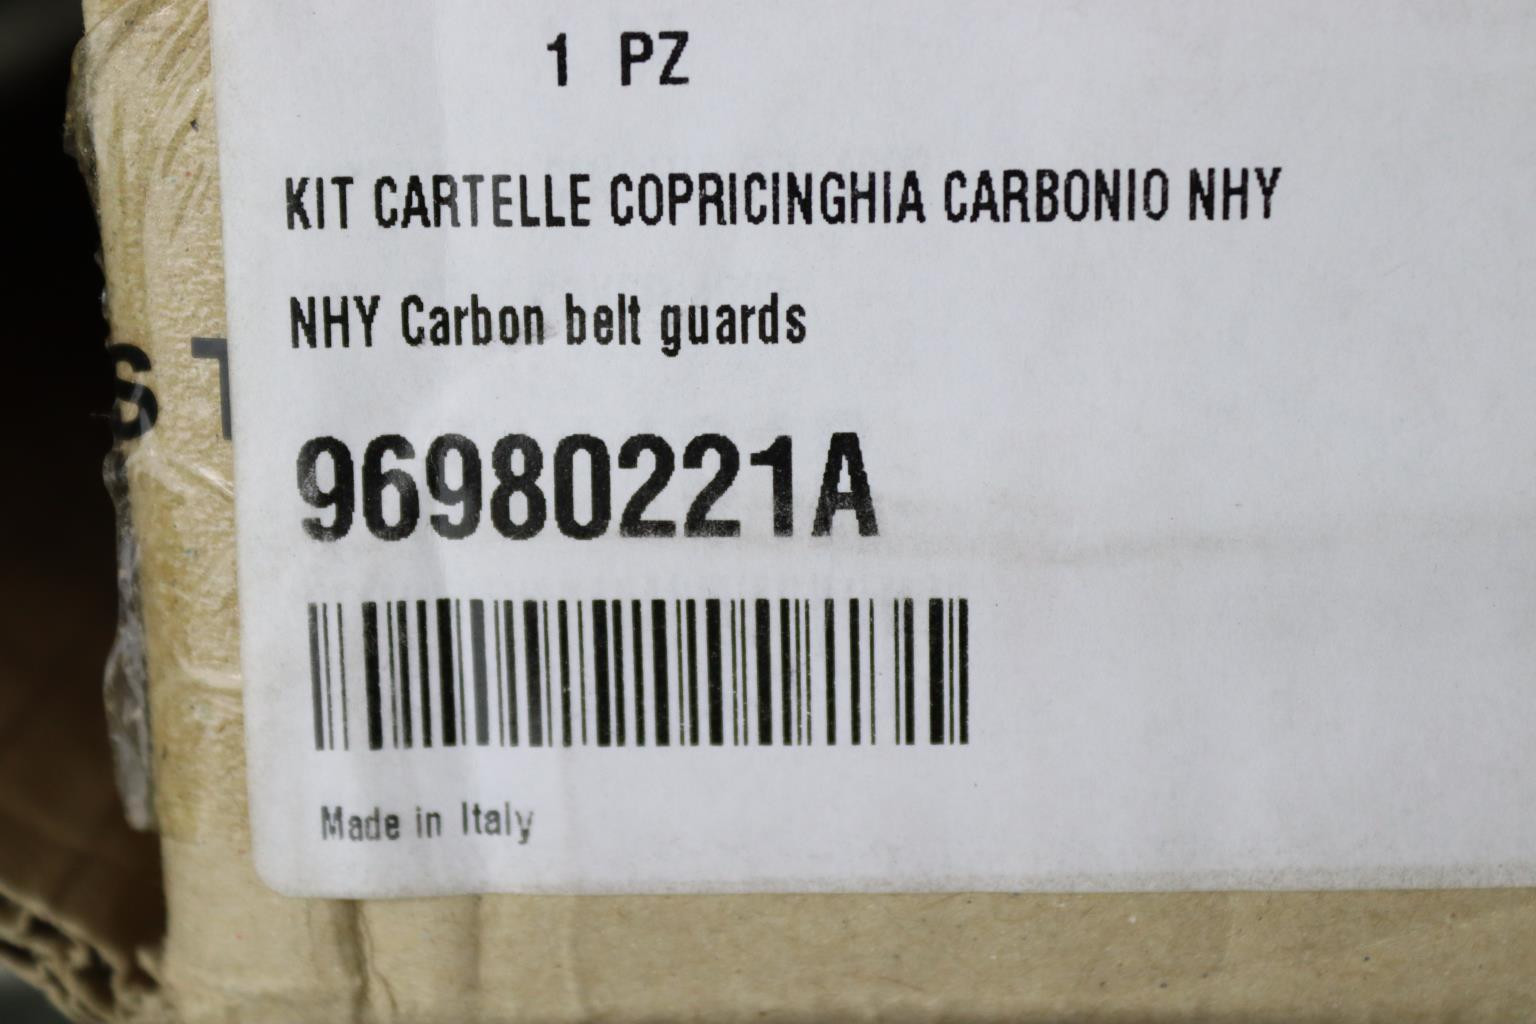 1 PZ
KIT CARTELLE COPRICINGHIA CARBONIO NHY
NHY Carbon belt guards
S T
96980221A
Made in Italy